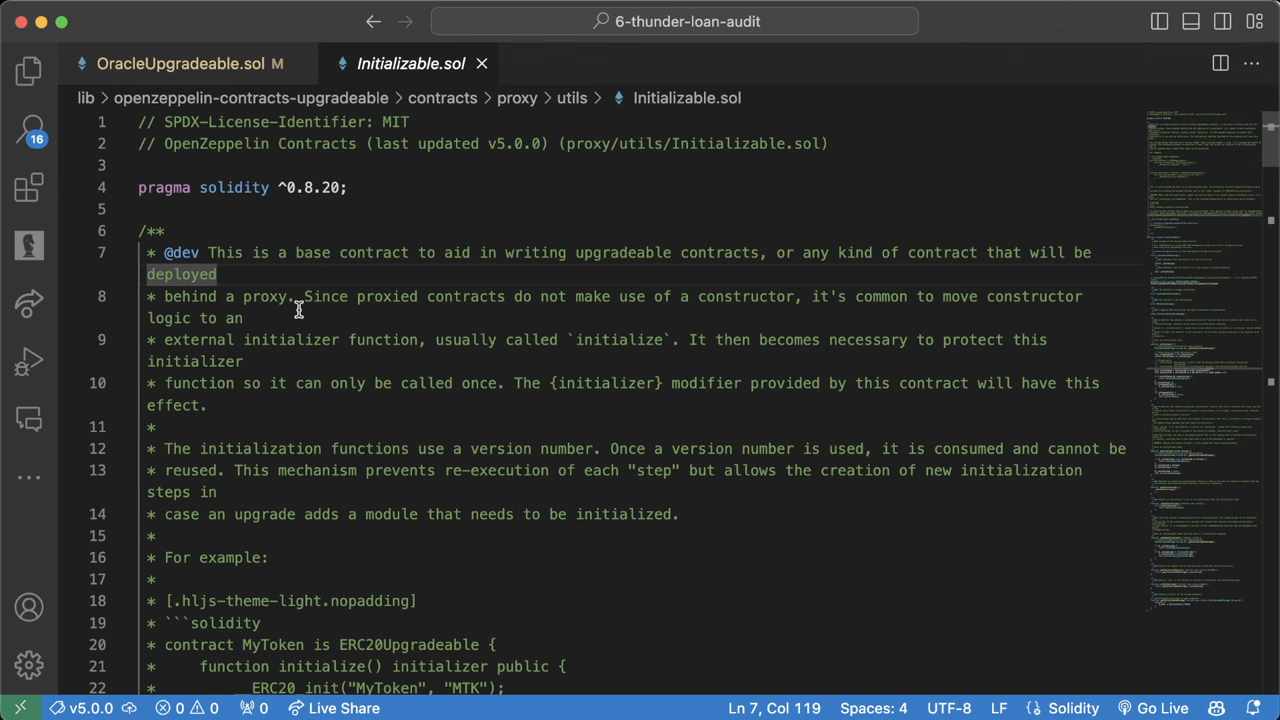 6-thunder-loan-audit
OracleUpgradeable.sol M
Initializable.sol
lib > openzeppelin-contracts-upgradeable > contracts > proxy > utils > Initializable.sol
16
1 // SPDX-License-Identifier: MIT
2 // OpenZeppelin Contracts (last updated v5.0.0) (proxy/utils/Initializable.sol)
3
4 pragma solidity ^0.8.20;
5
6 /**
7 * @dev This is a base contract to aid in writing upgradeable contracts, or any kind of contract that will be
deployed
8 * behind a proxy. Since proxied contracts do not make use of a constructor, it's common to move constructor
logic to an
9 * external initializer function, usually called `initialize`. It then becomes necessary to protect this
initializer
10 * function so it can only be called once. The {initializer} modifier provided by this contract will have this
effect.
11 *
12 * The initialization functions use a version number. Once a version number is used, it is consumed and cannot be
13 * reused. This mechanism prevents re-execution of each "step" but allows the creation of new initialization
steps in
14 * case an upgrade adds a module that needs to be initialized.
15 *
16 * For example:
17 *
18 * [.hljs-theme-light.nopadding]
19 * ```solidity
20 * contract MyToken is ERC20Upgradeable {
21 *     function initialize() initializer public {
22 *         __ERC20_init("MyToken", "MTK");
v5.0.0 0 0 0 Live Share Ln 7, Col 119 Spaces: 4 UTF-8 LF Solidity Go Live